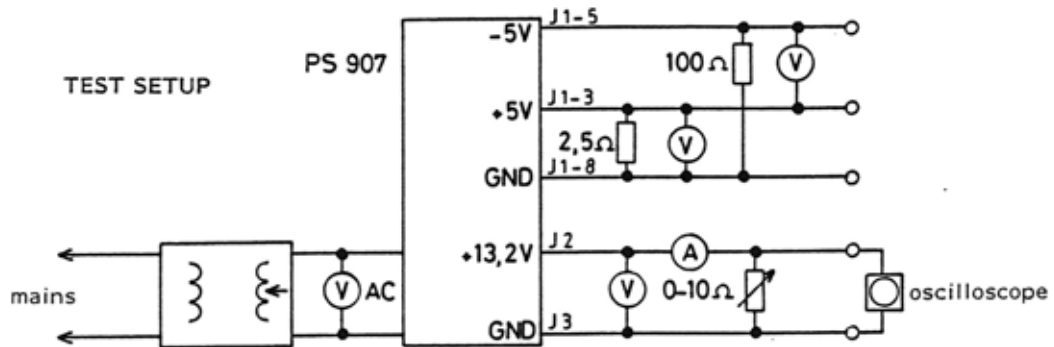 J1-5
-5V
PS 907
100Ω
V
TEST SETUP
J1-3
+5V
2,5Ω
V
J1-8
GND
J2
+13,2V
A
mains
V AC
V
0-10Ω
oscilloscope
GND
J3